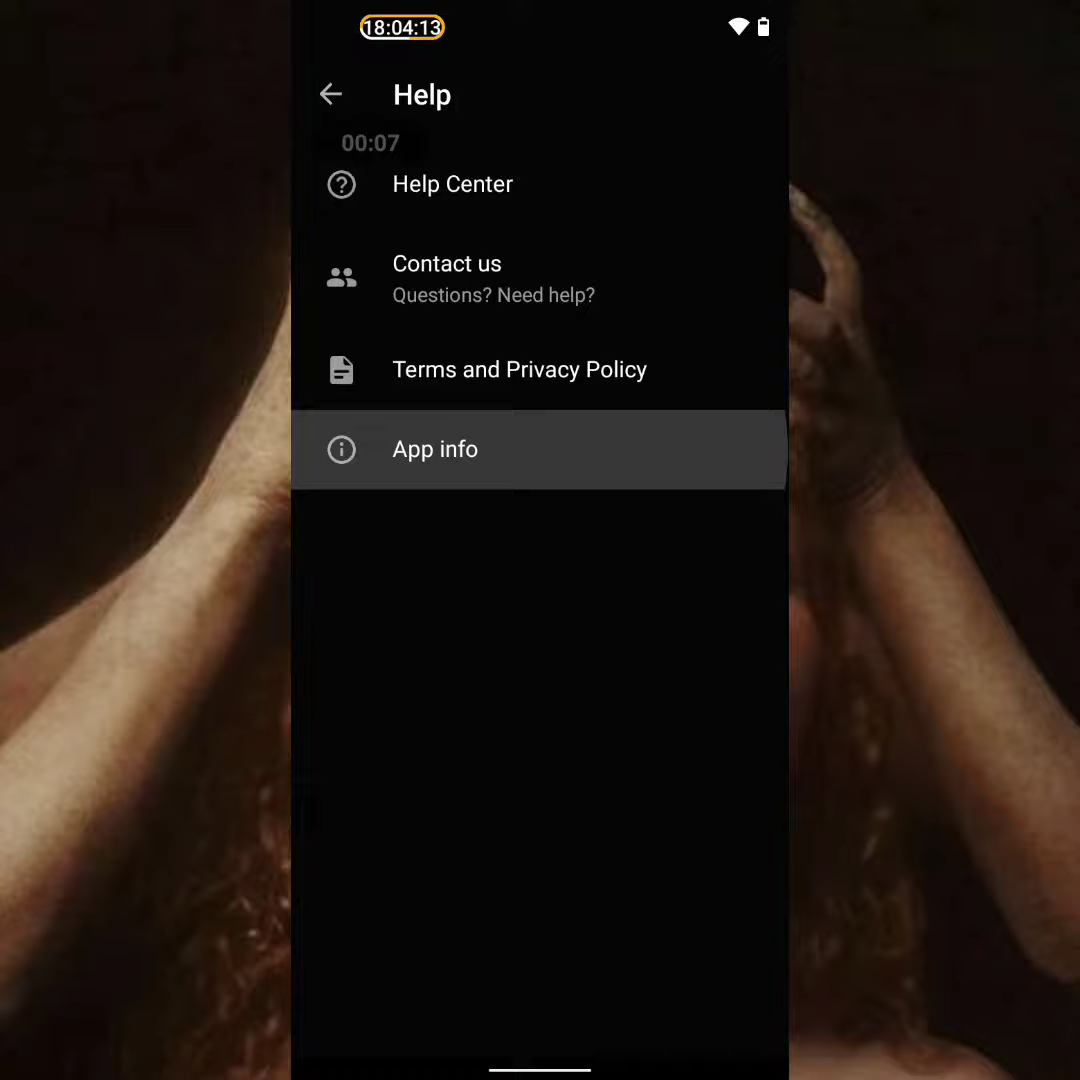 18:04:13
Help
00:07
Help Center
Contact us
Questions? Need help?
Terms and Privacy Policy
App info